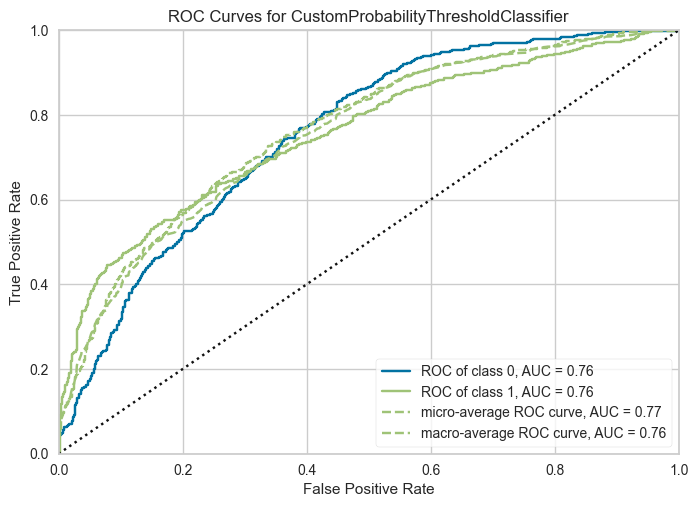 ROC Curves for CustomProbabilityThresholdClassifier
1.0
0.8
0.6
0.4
0.2
0.0
True Positive Rate
ROC of class 0, AUC = 0.76
ROC of class 1, AUC = 0.76
micro-average ROC curve, AUC = 0.77
macro-average ROC curve, AUC = 0.76
0.0 0.2 0.4 0.6 0.8 1.0
False Positive Rate